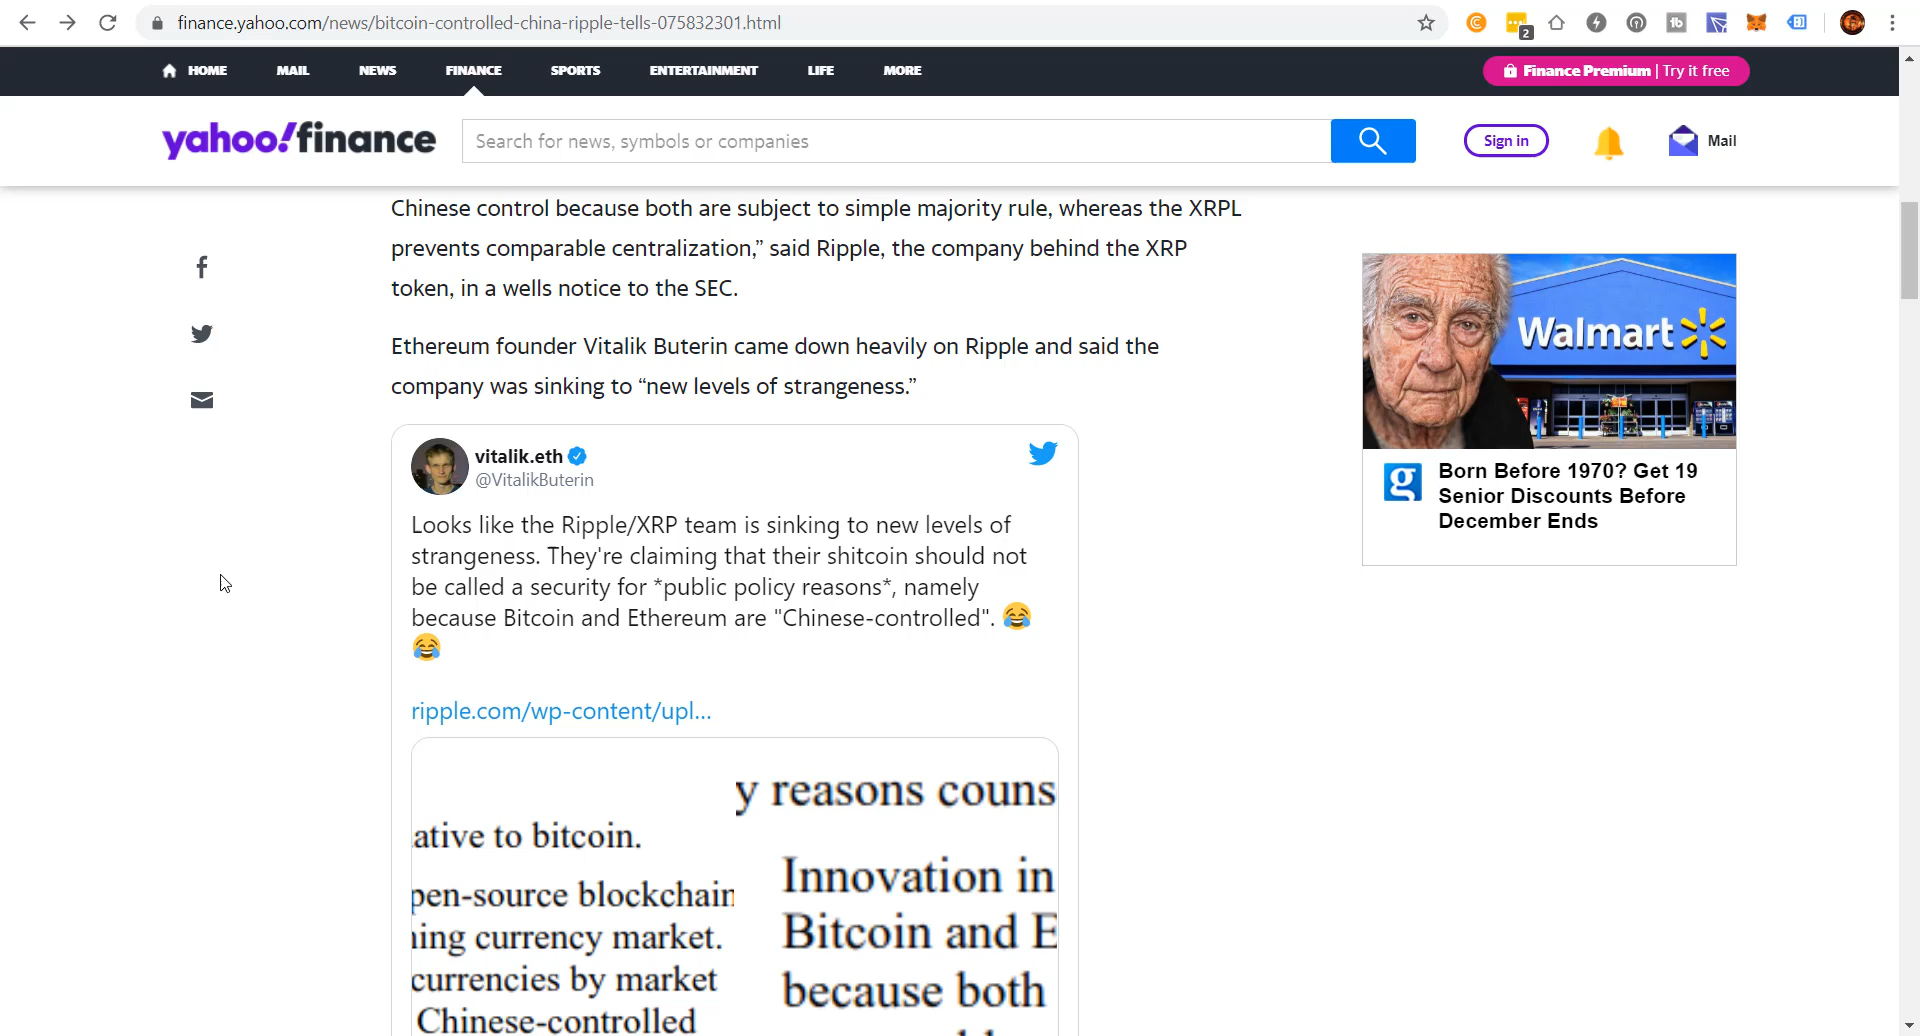 finance.yahoo.com/news/bitcoin-controlled-china-ripple-tells-075832301.html
2
tb
HOME MAIL NEWS FINANCE SPORTS ENTERTAINMENT LIFE MORE
Finance Premium | Try it free
yahoo!finance
Search for news, symbols or companies
Sign in
Mail
Chinese control because both are subject to simple majority rule, whereas the XRPL
prevents comparable centralization,” said Ripple, the company behind the XRP
token, in a wells notice to the SEC.
Ethereum founder Vitalik Buterin came down heavily on Ripple and said the
company was sinking to “new levels of strangeness.”
vitalik.eth
@VitalikButerin
Looks like the Ripple/XRP team is sinking to new levels of
strangeness. They're claiming that their shitcoin should not
be called a security for *public policy reasons*, namely
because Bitcoin and Ethereum are "Chinese-controlled". 😂
😂
ripple.com/wp-content/upl...
ative to bitcoin.
pen-source blockchain
ing currency market.
currencies by market
Chinese-controlled
y reasons couns
Innovation in
Bitcoin and E
because both
Walmart
g
Born Before 1970? Get 19
Senior Discounts Before
December Ends